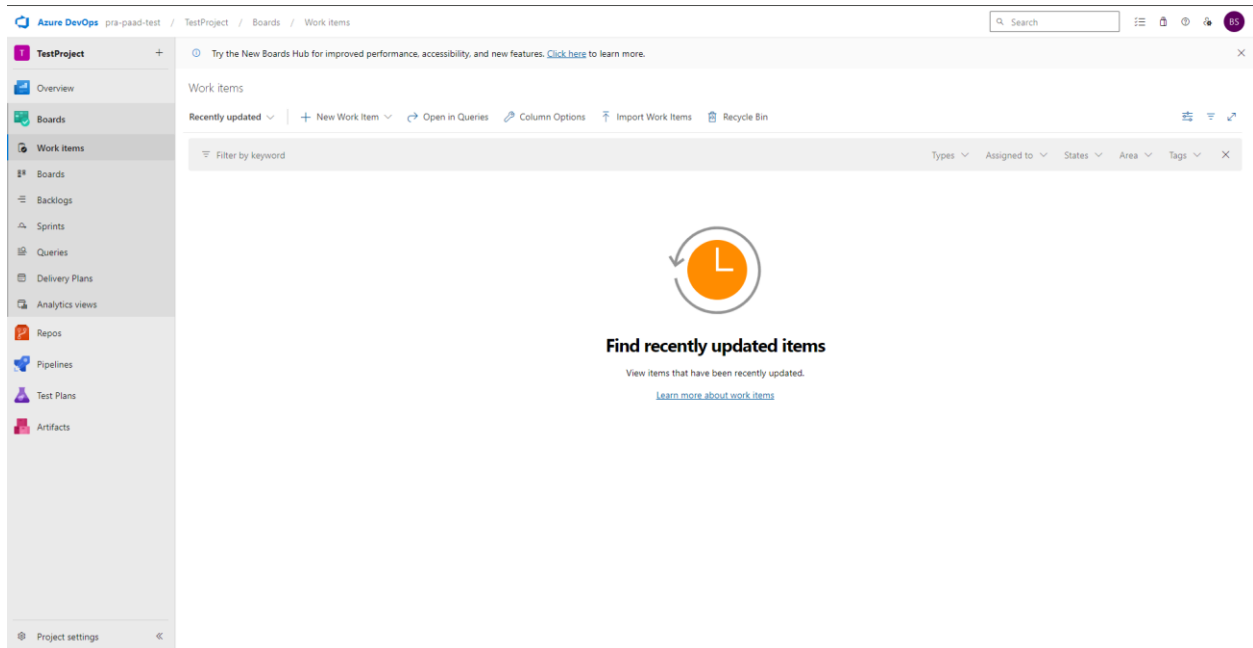 Azure DevOps pra-paad-test / TestProject / Boards / Work items Search BS
T TestProject +
Try the New Boards Hub for improved performance, accessibility, and new features. Click here to learn more.
Overview
Boards
Work items
Boards
Backlogs
Sprints
Queries
Delivery Plans
Analytics views
Repos
Pipelines
Test Plans
Artifacts
Project settings
Work items
Recently updated + New Work Item Open in Queries Column Options Import Work Items Recycle Bin
Filter by keyword Types Assigned to States Area Tags
Find recently updated items
View items that have been recently updated.
Learn more about work items